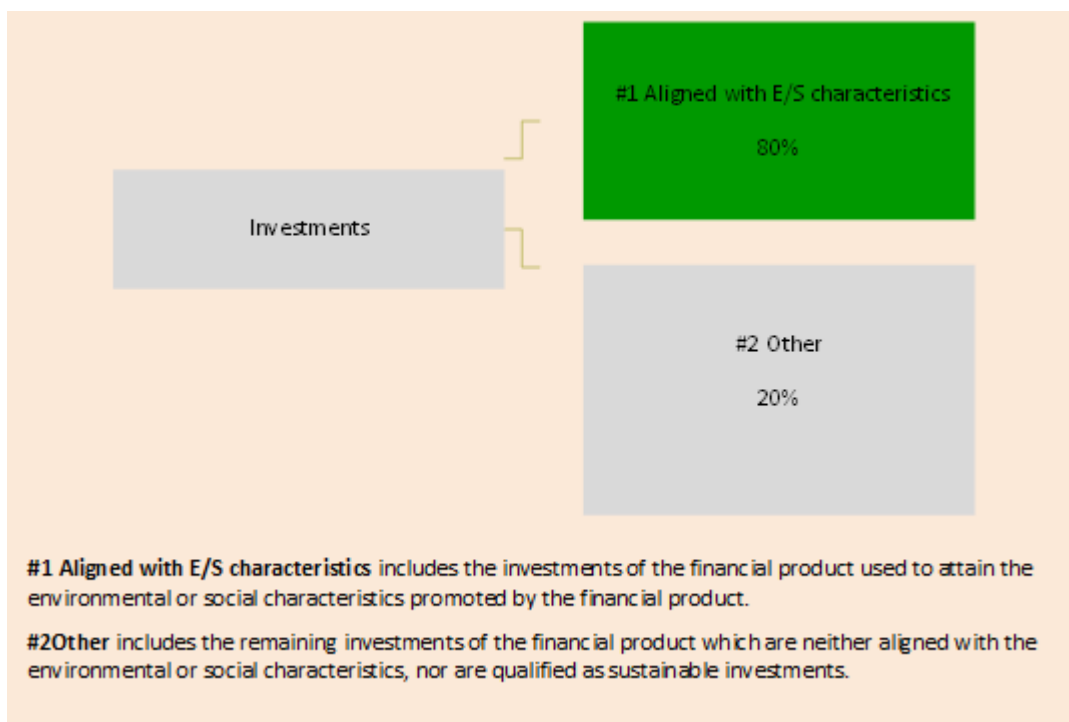 #1 Aligned with E/S characteristics
80%
Investments
#2 Other
20%
#1 Aligned with E/S characteristics includes the investments of the financial product used to attain the
environmental or social characteristics promoted by the financial product.
#2Other includes the remaining investments of the financial product which are neither aligned with the
environmental or social characteristics, nor are qualified as sustainable investments.